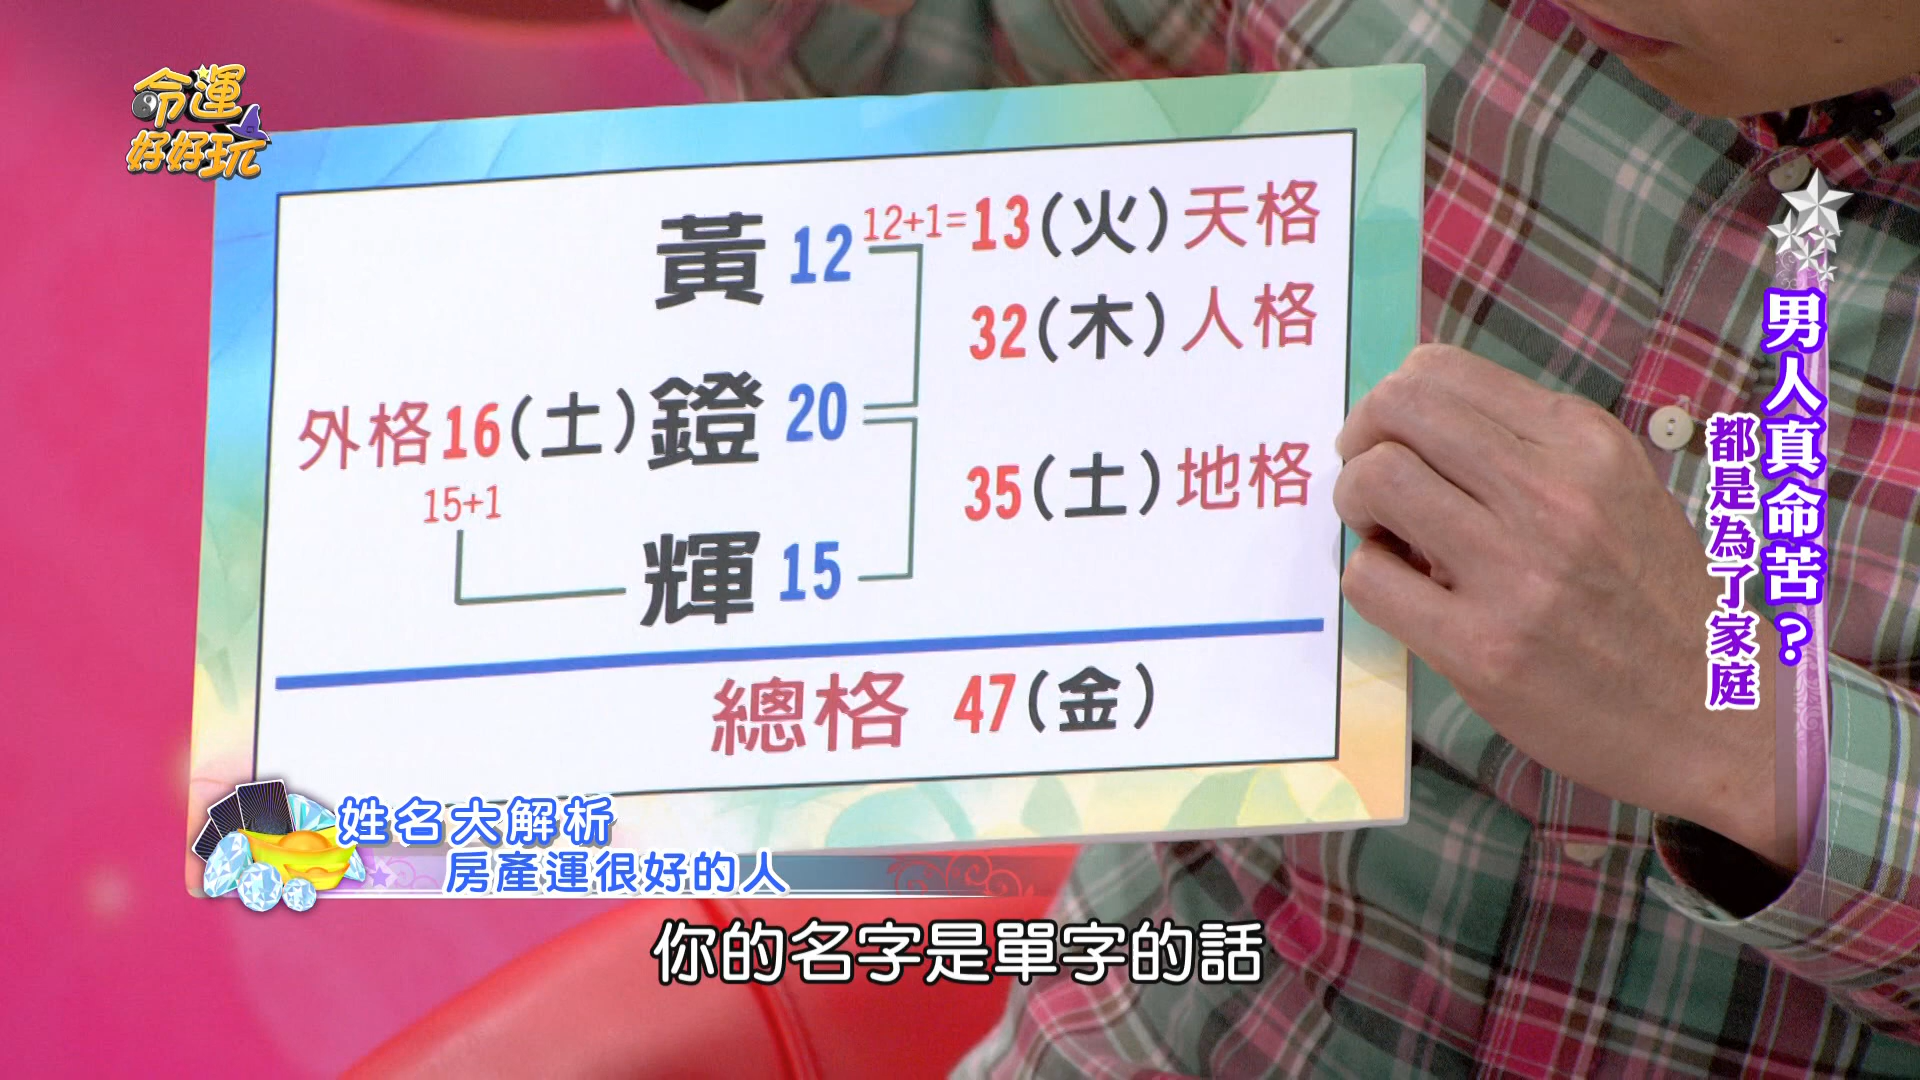 命運
好好玩
黃 12 12+1=13(火)天格
32(木)人格
外格16(土)鐙 20
15+1
35(土)地格
輝 15
總格 47(金)
男人真命苦?
都是為了家庭
姓名大解析
房產運很好的人
你的名字是單字的話